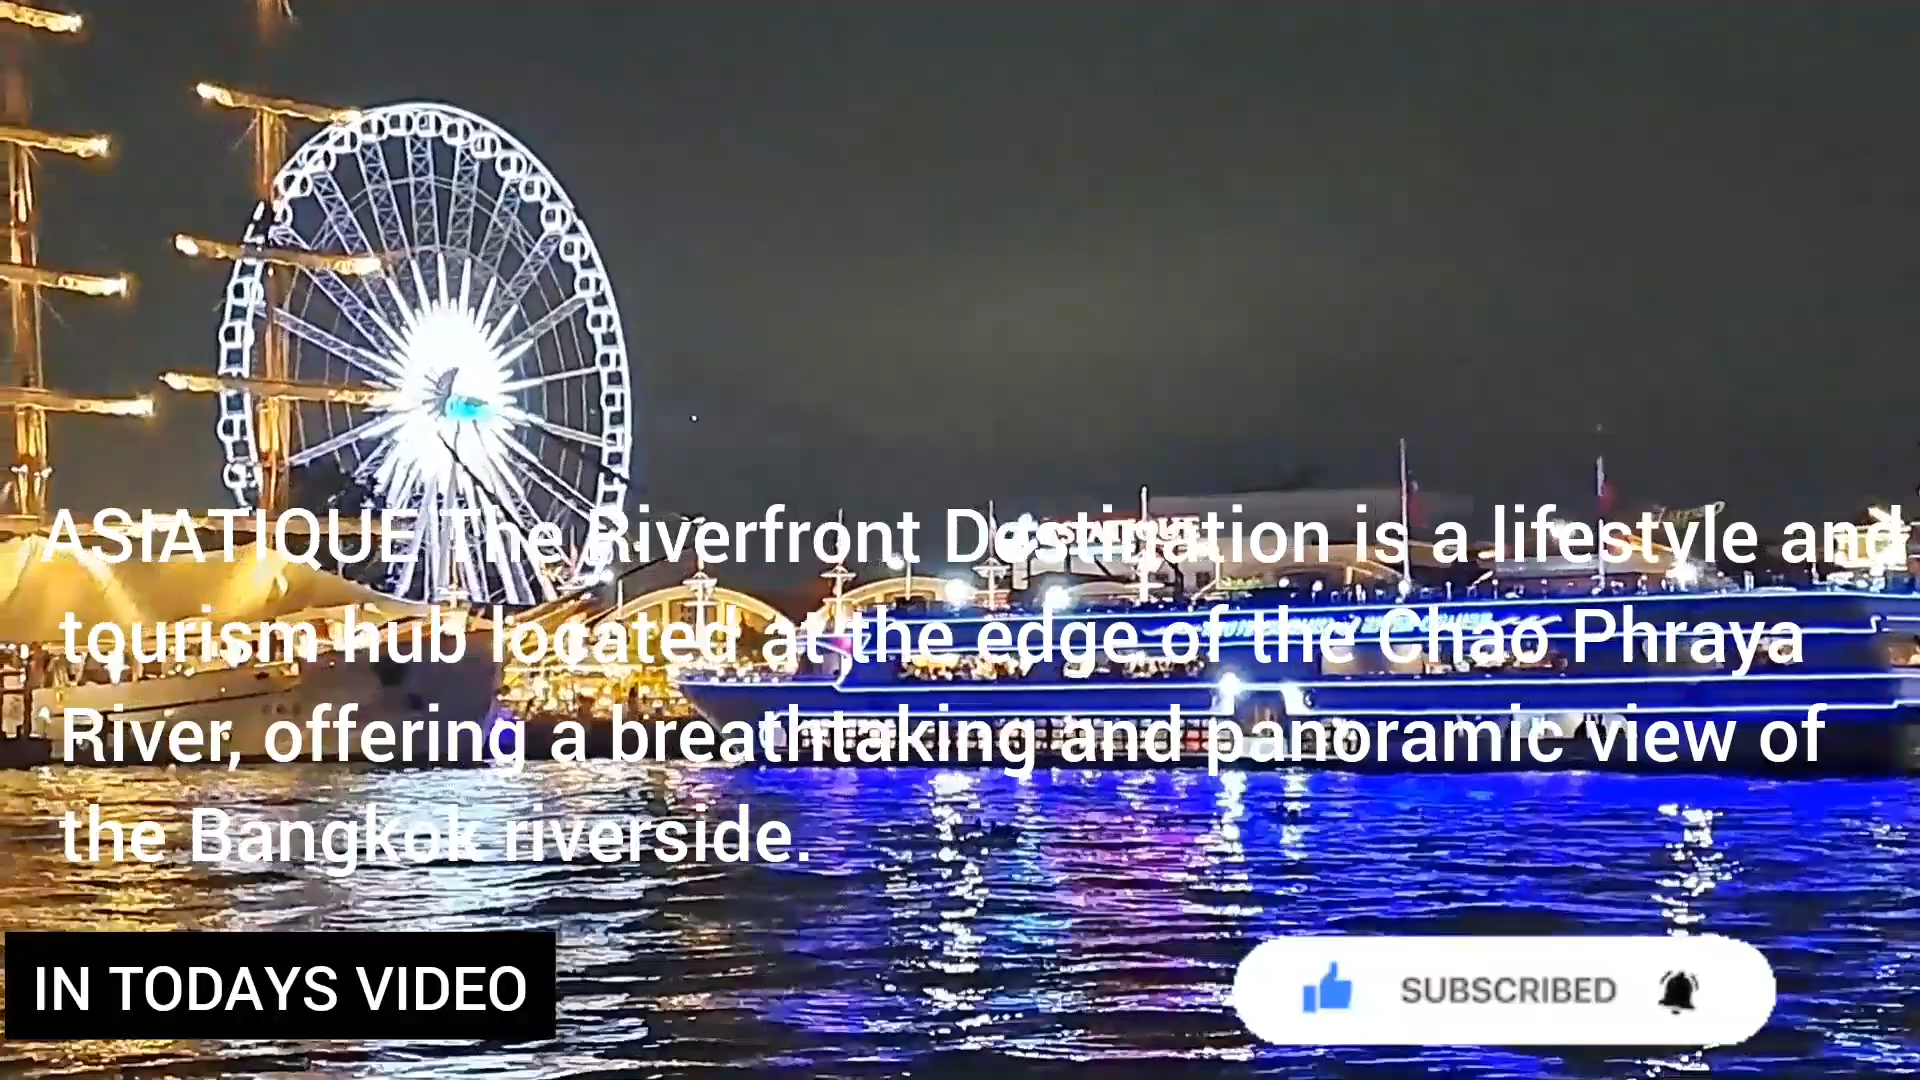 ASIATIQUE The Riverfront Destination is a lifestyle and
tourism hub located at the edge of the Chao Phraya
River, offering a breathtaking and panoramic view of
the Bangkok riverside.
IN TODAYS VIDEO
SUBSCRIBED